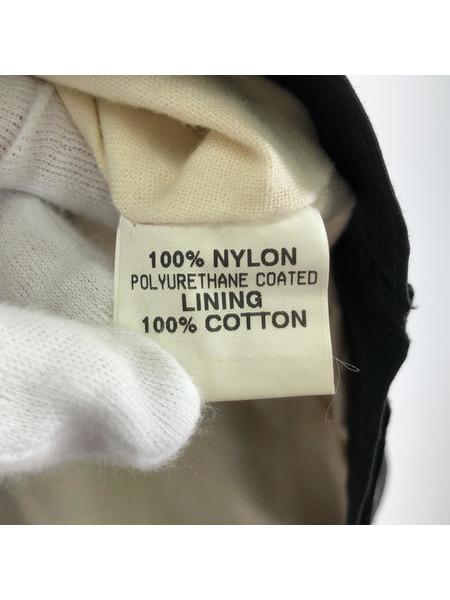 100% NYLON
POLYURETHANE COATED
LINING
100% COTTON